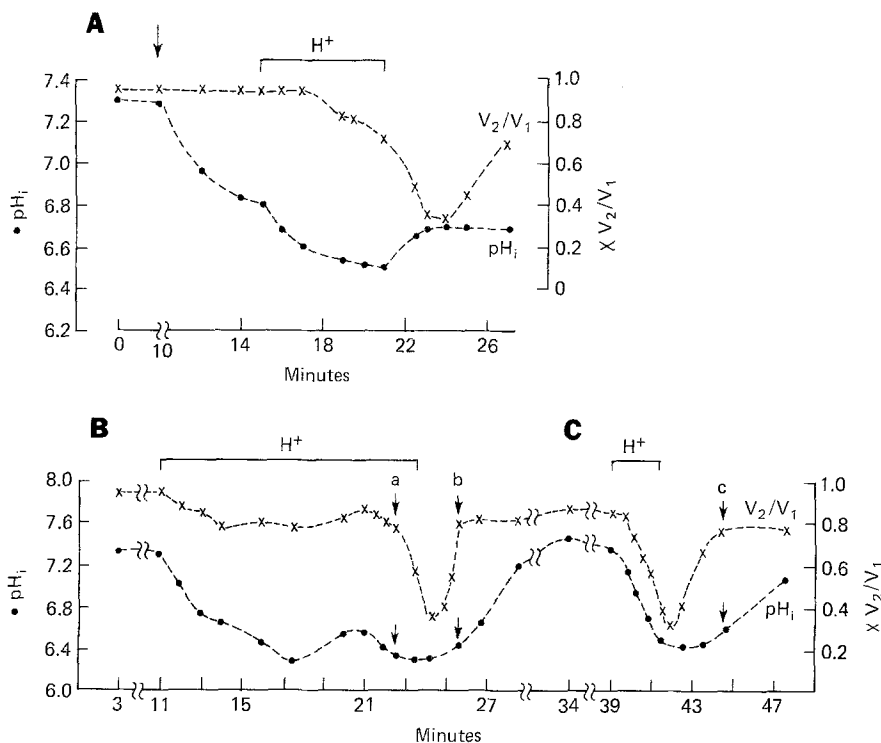 A
H+
7.4
7.2
7.0
6.8
6.6
6.4
6.2
• pHi
V2/V1
pHi
1.0
0.8
0.6
0.4
0.2
0
X V2/V1
0 10 14 18 22 26
Minutes
B
C
H+
H+
a
b
c
8.0
7.6
7.2
6.8
6.4
6.0
• pHi
V2/V1
pHi
1.0
0.8
0.6
0.4
0.2
X V2/V1
3 11 15 21 27 34 39 43 47
Minutes